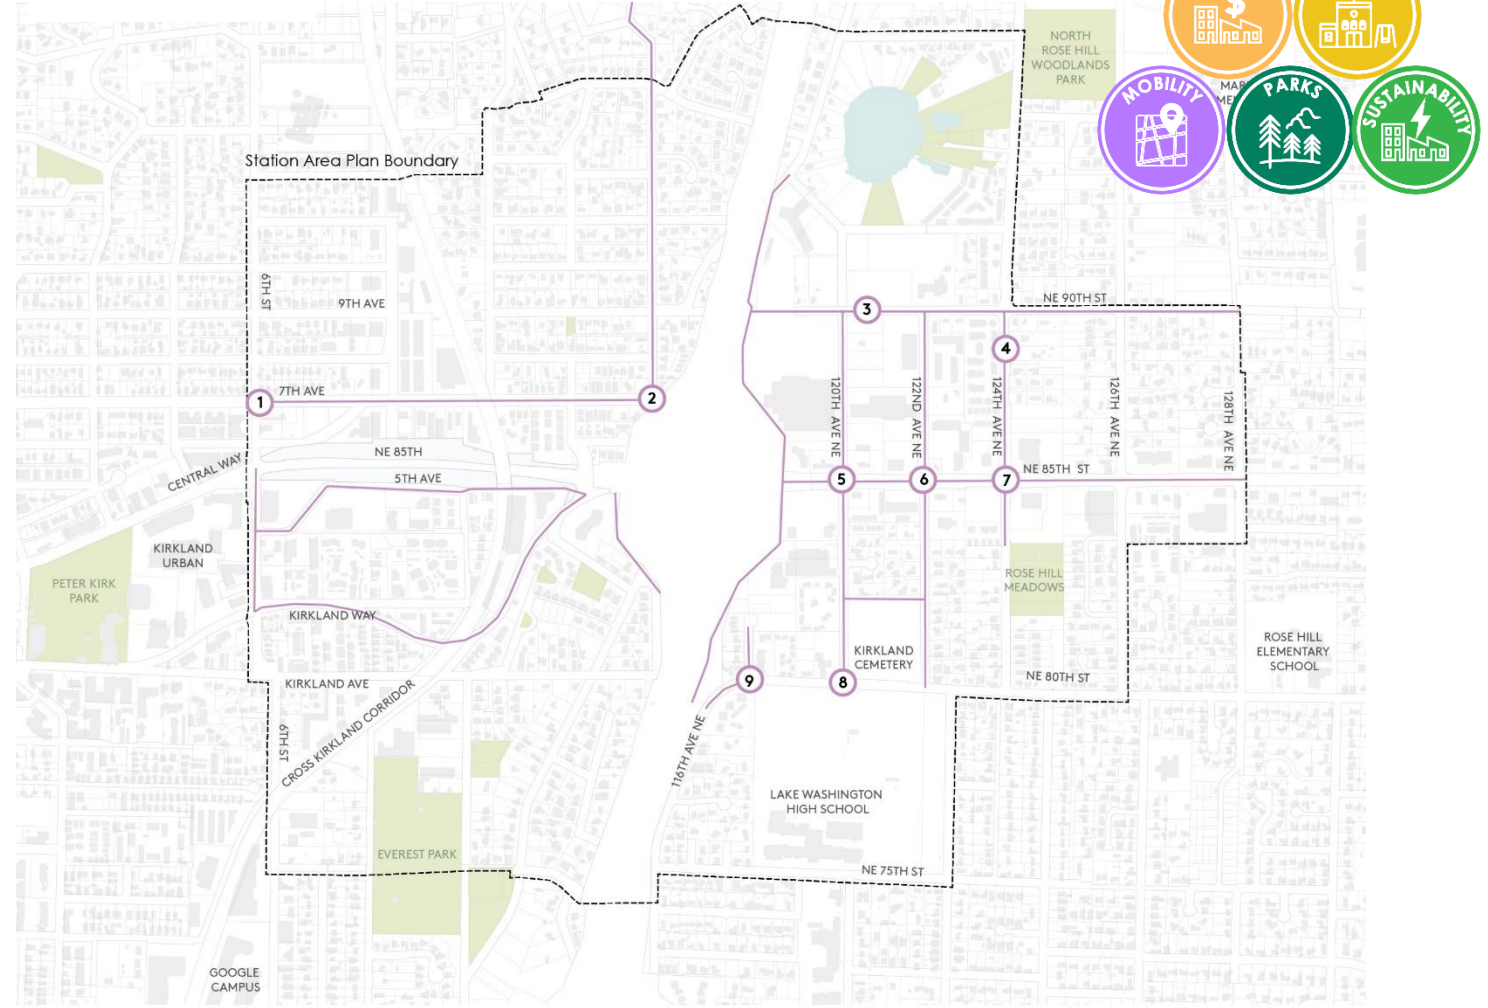 NORTH
ROSE HILL
WOODLANDS
PARK
MOBILITY
PARKS
SUSTAINABILITY
Station Area Plan Boundary
6TH ST
9TH AVE
NE 90TH ST
3
4
7TH AVE
1
2
120TH AVE NE
122ND AVE NE
124TH AVE NE
126TH AVE NE
128TH AVE NE
CENTRAL WAY
NE 85TH
5TH AVE
NE 85TH ST
5
6
7
KIRKLAND
URBAN
PETER KIRK
PARK
ROSE HILL
MEADOWS
KIRKLAND WAY
KIRKLAND
CEMETERY
ROSE HILL
ELEMENTARY
SCHOOL
KIRKLAND AVE
NE 80TH ST
9
8
6TH ST
CROSS KIRKLAND CORRIDOR
116TH AVE NE
LAKE WASHINGTON
HIGH SCHOOL
EVEREST PARK
NE 75TH ST
GOOGLE
CAMPUS